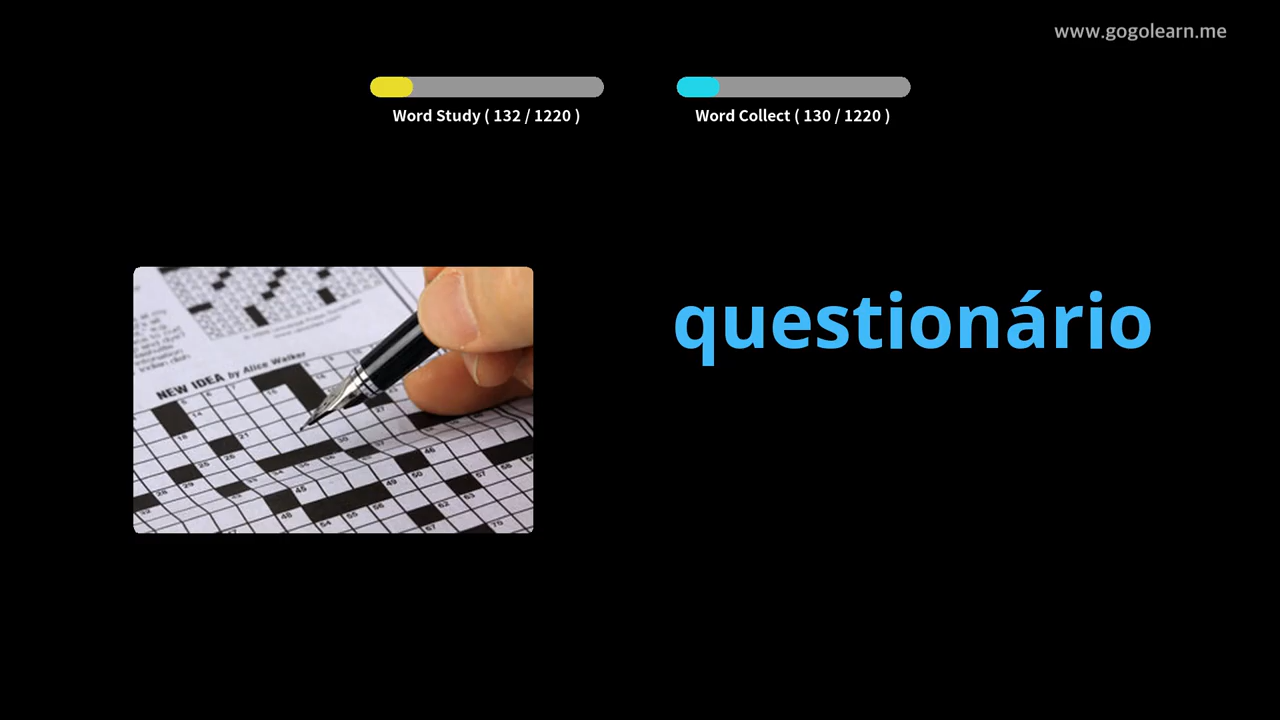 www.gogolearn.me
Word Study ( 132 / 1220 )
Word Collect ( 130 / 1220 )
questionário
NEW IDEA by Alice Walker